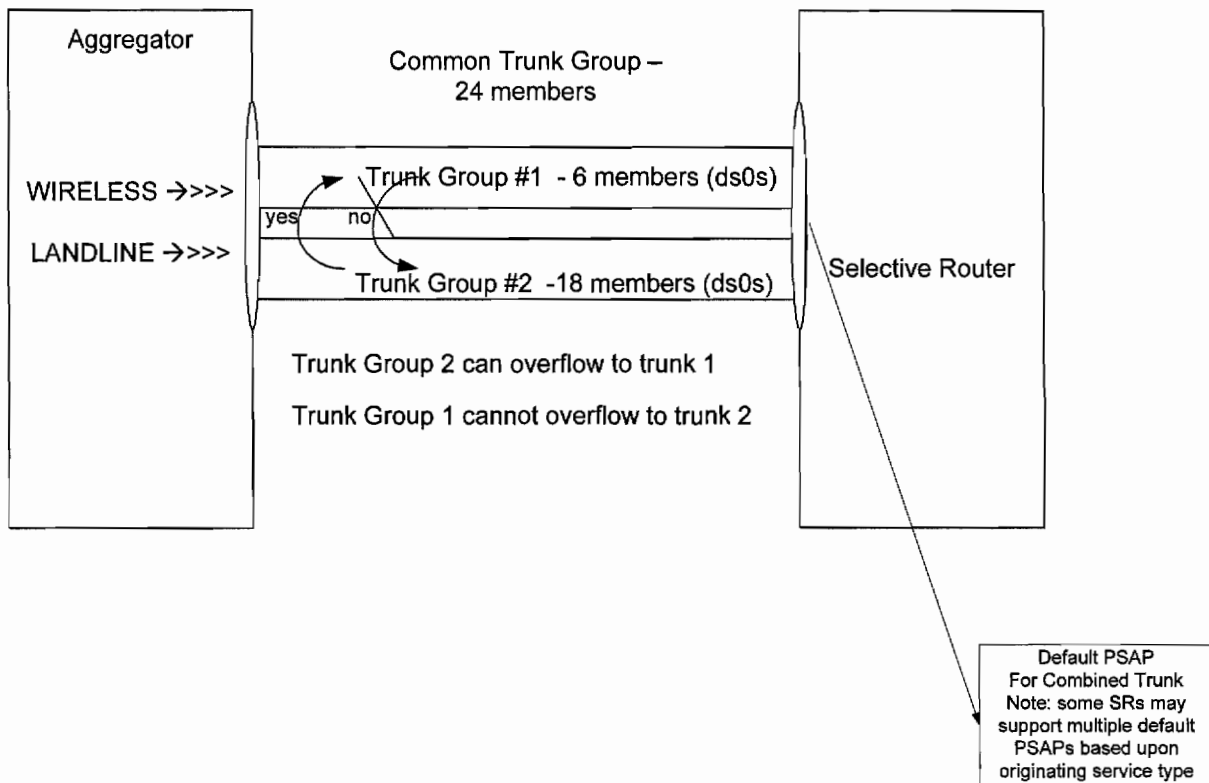 Aggregator
Common Trunk Group –
24 members
WIRELESS →>>>
Trunk Group #1 - 6 members (ds0s)
yes
no
LANDLINE →>>>
Trunk Group #2 -18 members (ds0s)
Selective Router
Trunk Group 2 can overflow to trunk 1
Trunk Group 1 cannot overflow to trunk 2
Default PSAP
For Combined Trunk
Note: some SRs may
support multiple default
PSAPs based upon
originating service type